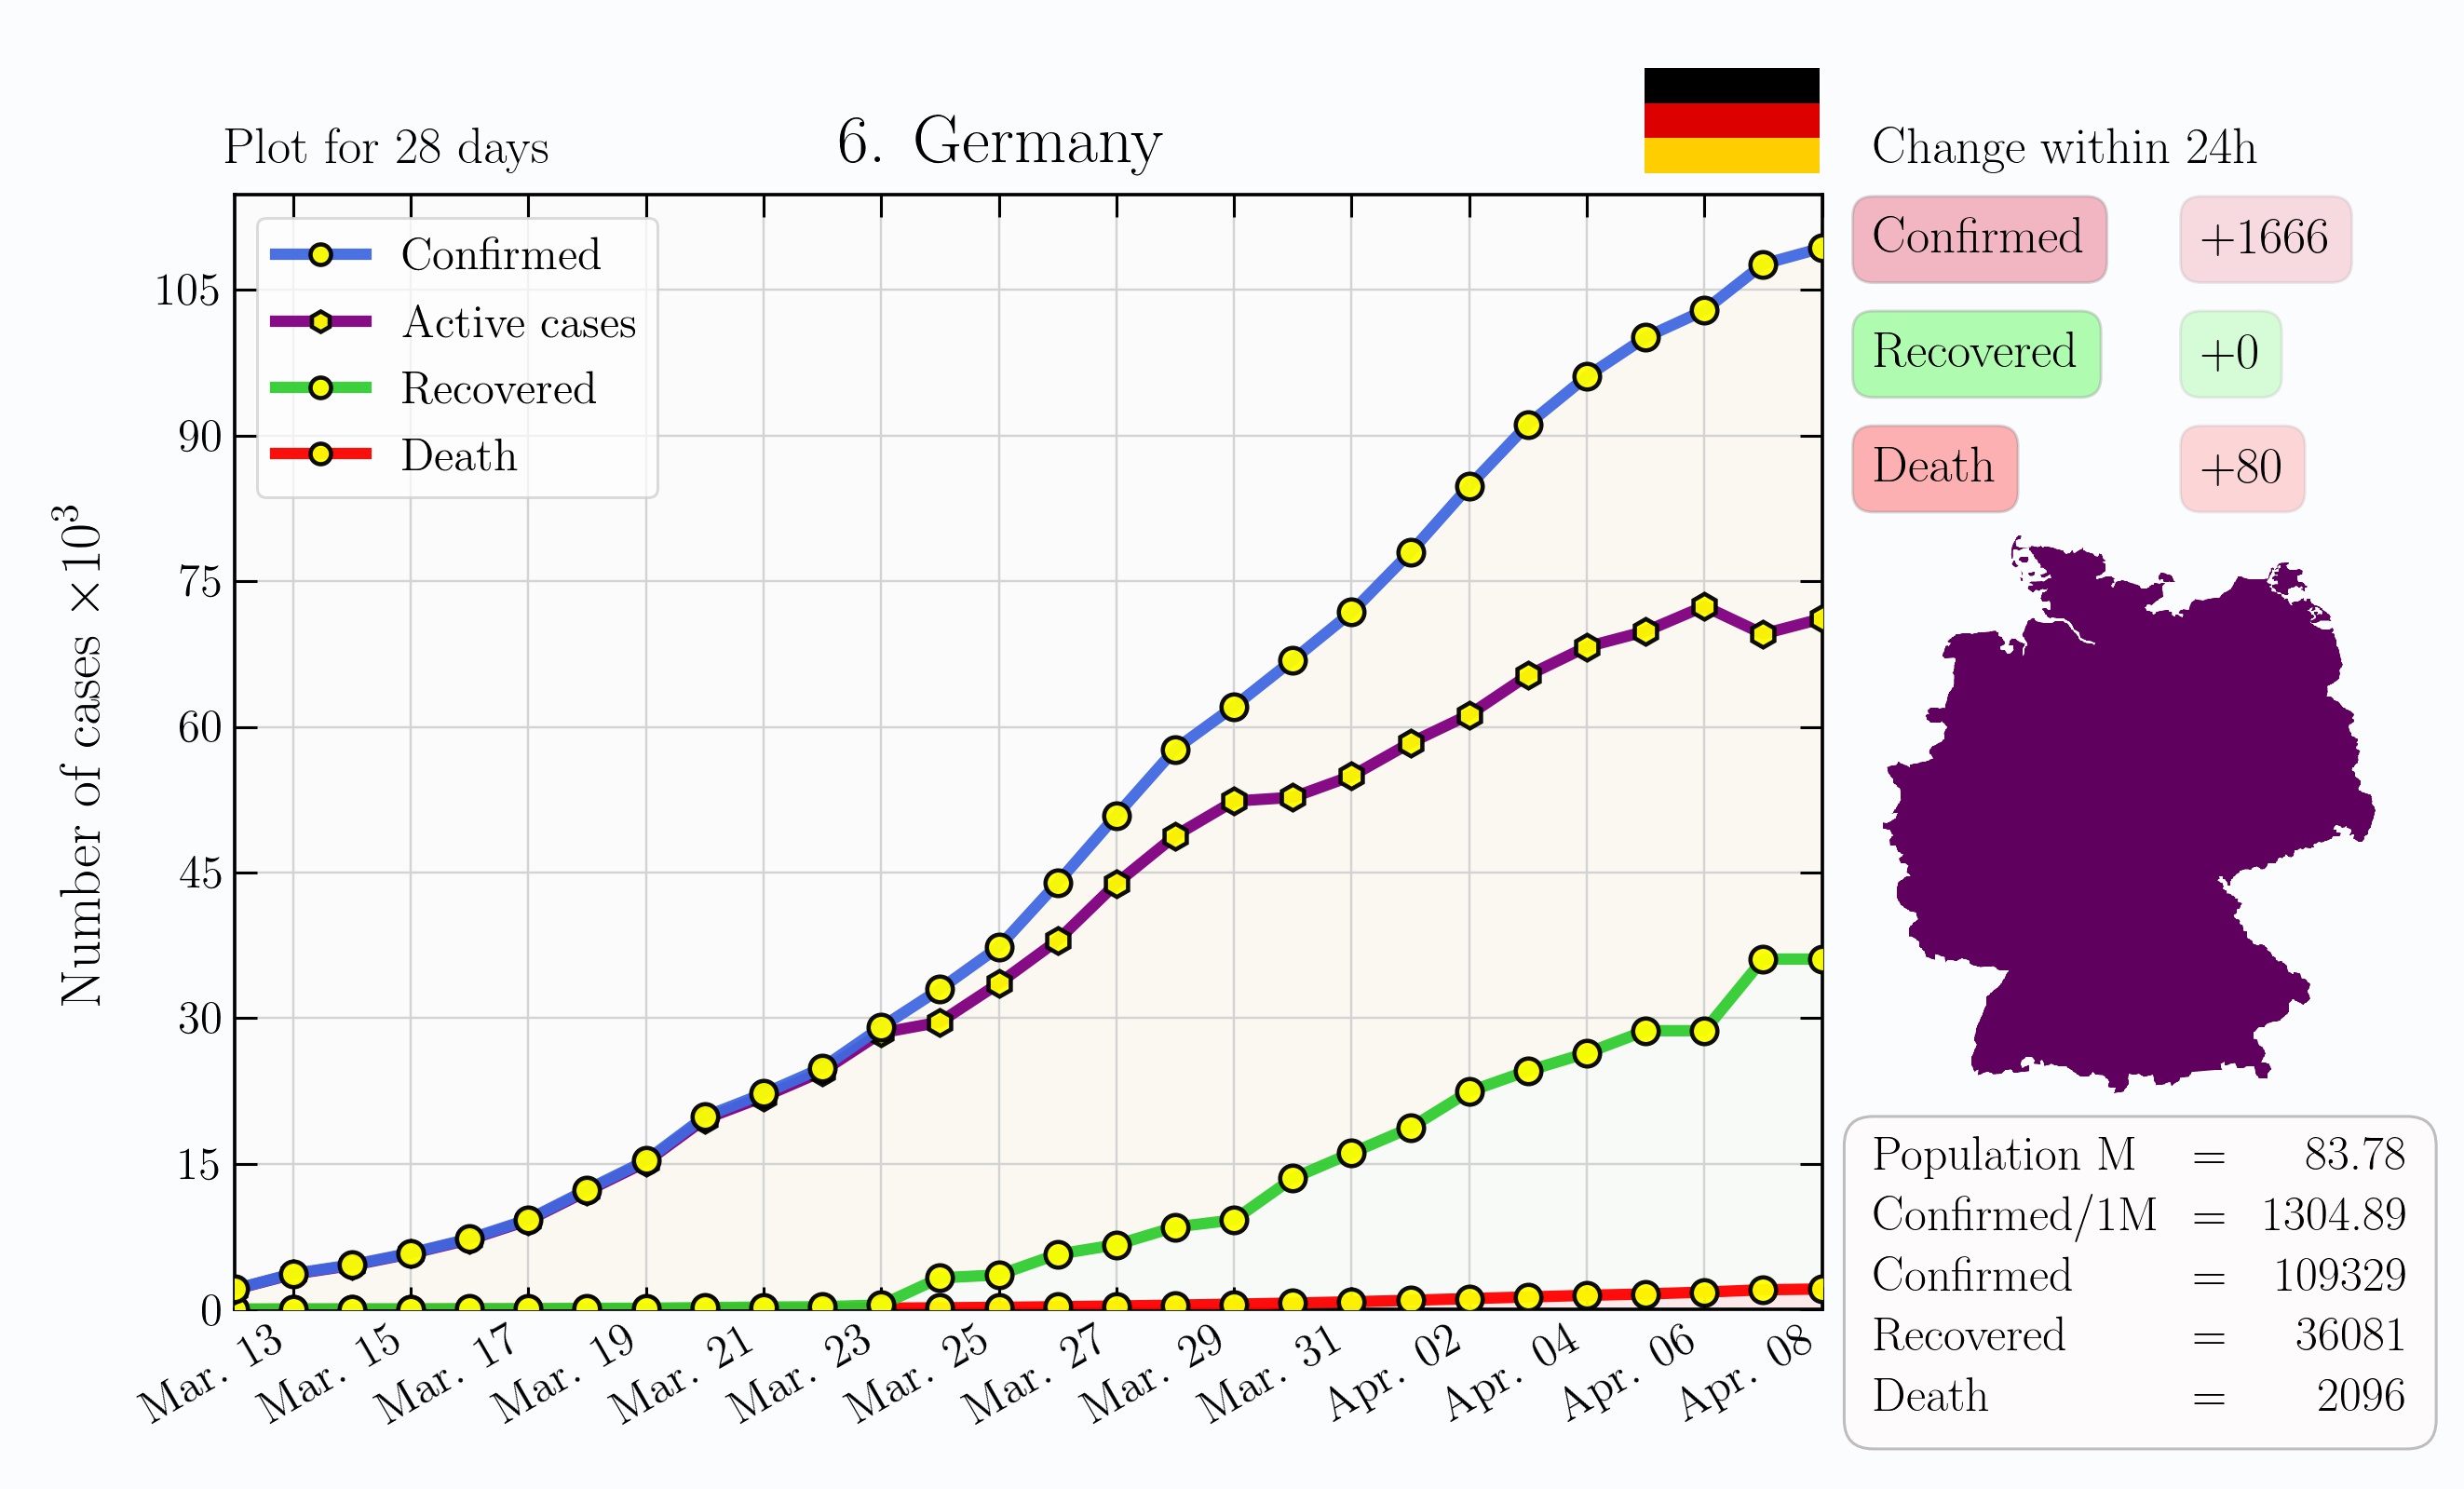 Plot for 28 days
6. Germany
Change within 24h
Confirmed +1666
Recovered +0
Death +80
Confirmed
Active cases
Recovered
Death
Number of cases ×10³
105
90
75
60
45
30
15
0
Mar. 13
Mar. 15
Mar. 17
Mar. 19
Mar. 21
Mar. 23
Mar. 25
Mar. 27
Mar. 29
Mar. 31
Apr. 02
Apr. 04
Apr. 06
Apr. 08
Population M = 83.78
Confirmed/1M = 1304.89
Confirmed = 109329
Recovered = 36081
Death = 2096